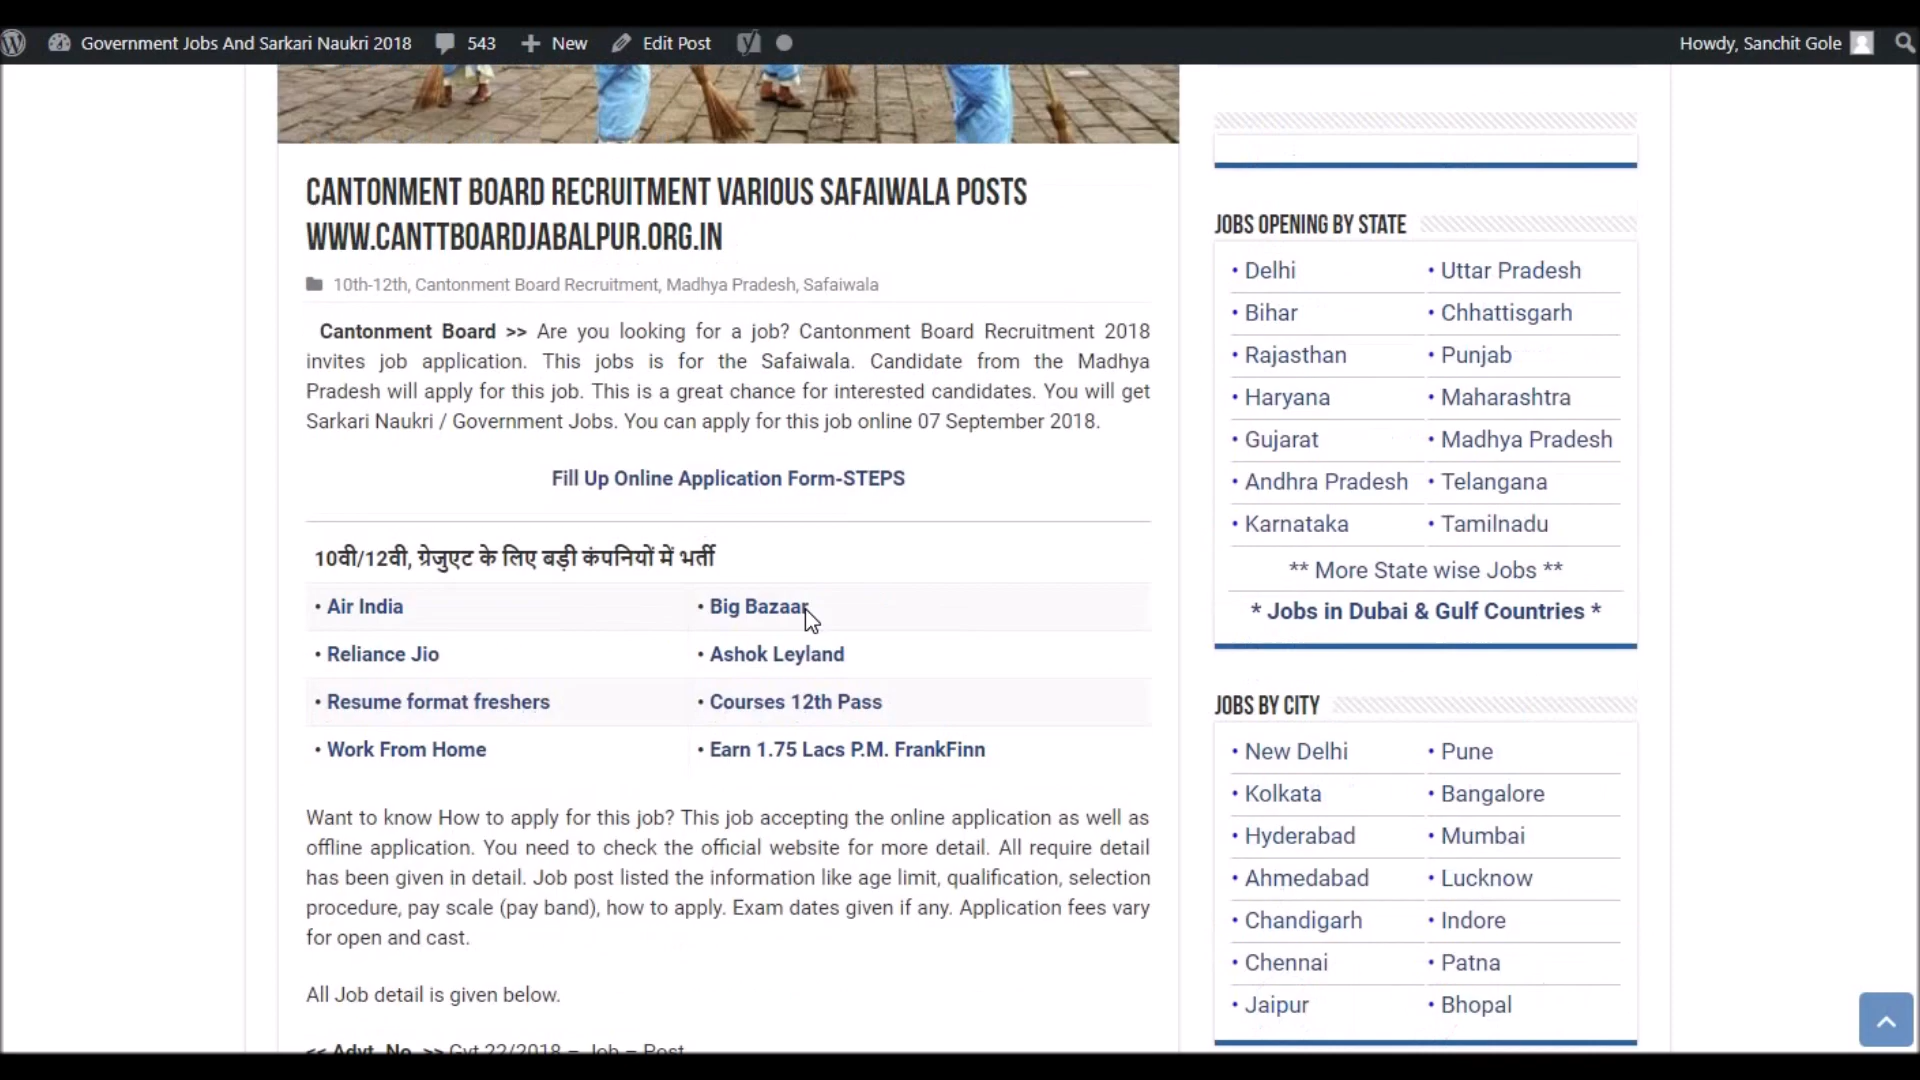 Government Jobs And Sarkari Naukri 2018 543 New Edit Post Howdy, Sanchit Gole
CANTONMENT BOARD RECRUITMENT VARIOUS SAFAIWALA POSTS
WWW.CANTTBOARDJABALPUR.ORG.IN
10th-12th, Cantonment Board Recruitment, Madhya Pradesh, Safaiwala
Cantonment Board >> Are you looking for a job? Cantonment Board Recruitment 2018
invites job application. This jobs is for the Safaiwala. Candidate from the Madhya
Pradesh will apply for this job. This is a great chance for interested candidates. You will get
Sarkari Naukri / Government Jobs. You can apply for this job online 07 September 2018.
Fill Up Online Application Form-STEPS
10वी/12वी, ग्रेजुएट के लिए बड़ी कंपनियों में भर्ती
• Air India • Big Bazaar
• Reliance Jio • Ashok Leyland
• Resume format freshers • Courses 12th Pass
• Work From Home • Earn 1.75 Lacs P.M. FrankFinn
Want to know How to apply for this job? This job accepting the online application as well as
offline application. You need to check the official website for more detail. All require detail
has been given in detail. Job post listed the information like age limit, qualification, selection
procedure, pay scale (pay band), how to apply. Exam dates given if any. Application fees vary
for open and cast.
All Job detail is given below.
<< Advt. No. >> Gvt 22/2018 – Job – Post
JOBS OPENING BY STATE
• Delhi • Uttar Pradesh
• Bihar • Chhattisgarh
• Rajasthan • Punjab
• Haryana • Maharashtra
• Gujarat • Madhya Pradesh
• Andhra Pradesh • Telangana
• Karnataka • Tamilnadu
** More State wise Jobs **
* Jobs in Dubai & Gulf Countries *
JOBS BY CITY
• New Delhi • Pune
• Kolkata • Bangalore
• Hyderabad • Mumbai
• Ahmedabad • Lucknow
• Chandigarh • Indore
• Chennai • Patna
• Jaipur • Bhopal